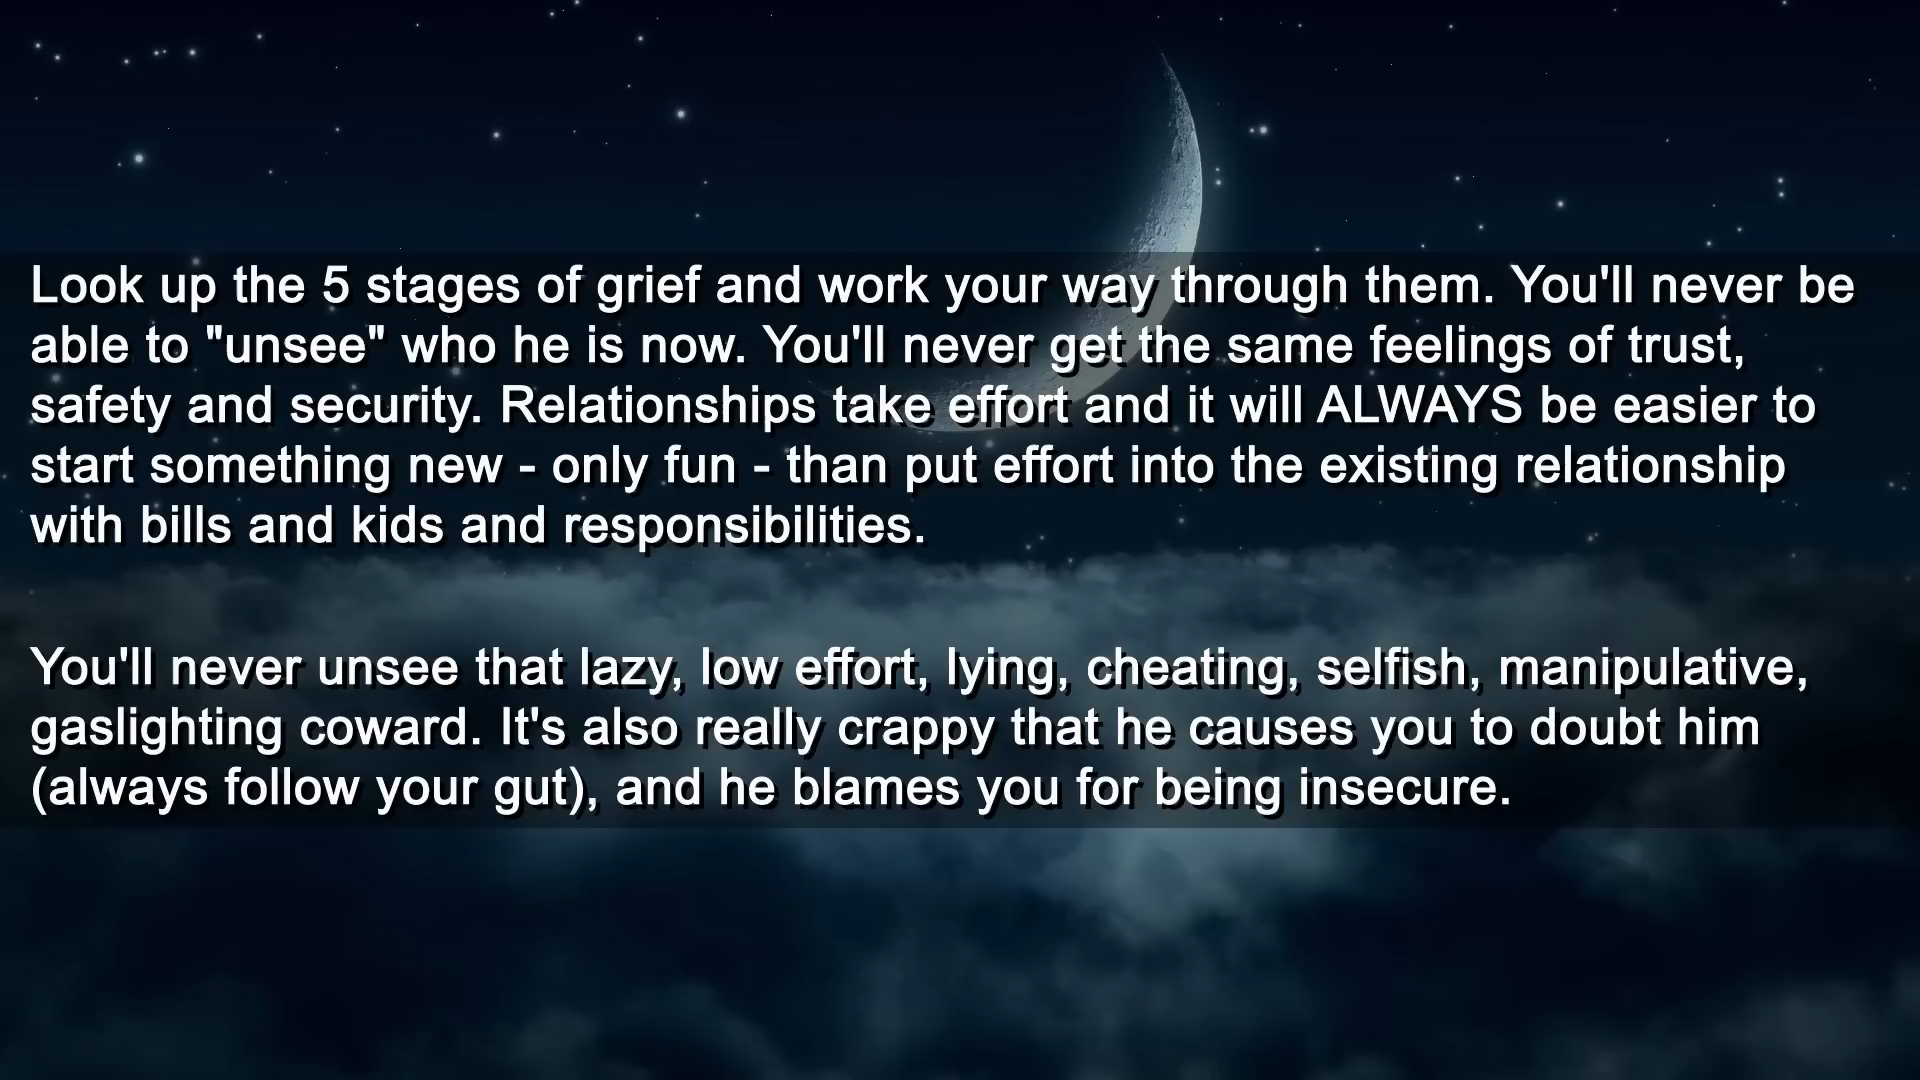 Look up the 5 stages of grief and work your way through them. You'll never be
able to "unsee" who he is now. You'll never get the same feelings of trust,
safety and security. Relationships take effort and it will ALWAYS be easier to
start something new - only fun - than put effort into the existing relationship
with bills and kids and responsibilities.
You'll never unsee that lazy, low effort, lying, cheating, selfish, manipulative,
gaslighting coward. It's also really crappy that he causes you to doubt him
(always follow your gut), and he blames you for being insecure.